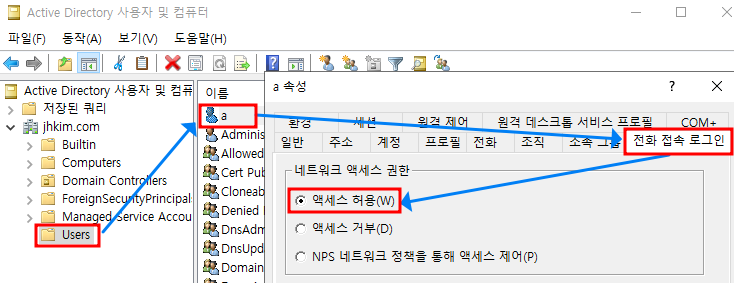 Active Directory 사용자 및 컴퓨터
파일(F) 동작(A) 보기(V) 도움말(H)
Active Directory 사용자 및 컴퓨
저장된 쿼리
jhkim.com
Builtin
Computers
Domain Controllers
ForeignSecurityPrincipals
Managed Service Accou
Users
이름
a
Adminis
Allowed
Cert Pub
Cloneab
Denied
DnsAdm
DnsUpd
Domain
a 속성
? ×
환경 세션 원격 제어 원격 데스크톱 서비스 프로필 COM+
일반 주소 계정 프로필 전화 조직 소속 그룹 전화 접속 로그인
네트워크 액세스 권한
액세스 허용(W)
액세스 거부(D)
NPS 네트워크 정책을 통해 액세스 제어(P)